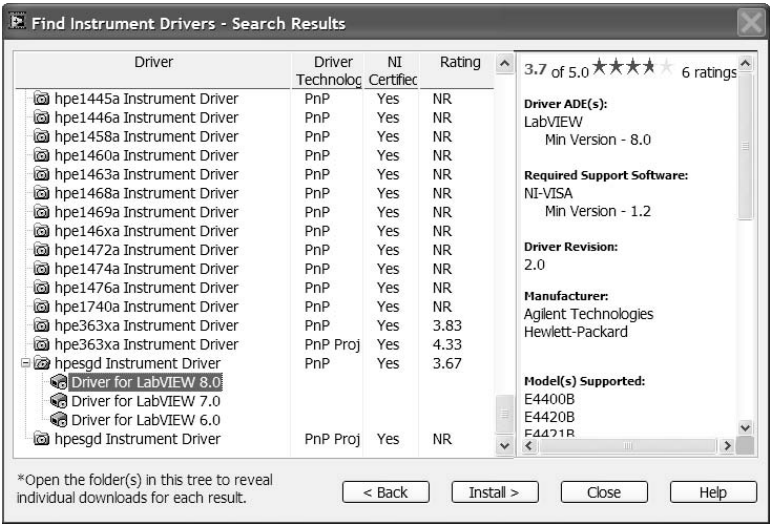 Find Instrument Drivers - Search Results
Driver Driver Technolog NI Certified Rating
hpe1445a Instrument Driver PnP Yes NR
hpe1446a Instrument Driver PnP Yes NR
hpe1458a Instrument Driver PnP Yes NR
hpe1460a Instrument Driver PnP Yes NR
hpe1463a Instrument Driver PnP Yes NR
hpe1468a Instrument Driver PnP Yes NR
hpe1469a Instrument Driver PnP Yes NR
hpe146xa Instrument Driver PnP Yes NR
hpe1472a Instrument Driver PnP Yes NR
hpe1474a Instrument Driver PnP Yes NR
hpe1476a Instrument Driver PnP Yes NR
hpe1740a Instrument Driver PnP Yes NR
hpe363xa Instrument Driver PnP Yes 3.83
hpe363xa Instrument Driver PnP Proj Yes 4.33
hpesgd Instrument Driver PnP Yes 3.67
Driver for LabVIEW 8.0
Driver for LabVIEW 7.0
Driver for LabVIEW 6.0
hpesgd Instrument Driver PnP Proj Yes NR
3.7 of 5.0 6 ratings
Driver ADE(s):
LabVIEW
Min Version - 8.0
Required Support Software:
NI-VISA
Min Version - 1.2
Driver Revision:
2.0
Manufacturer:
Agilent Technologies
Hewlett-Packard
Model(s) Supported:
E4400B
E4420B
E4421B
*Open the folder(s) in this tree to reveal
individual downloads for each result.
< Back Install > Close Help